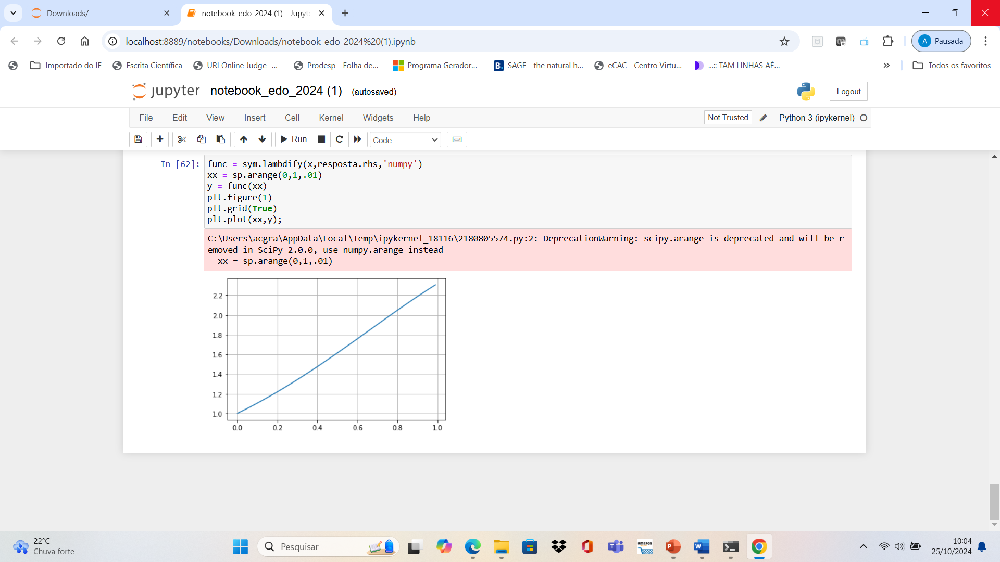 Downloads/
notebook_edo_2024 (1) - Jupyte
localhost:8889/notebooks/Downloads/notebook_edo_2024%20(1).ipynb
A Pausada
Importado do IE
Escrita Científica
URI Online Judge -...
Prodesp - Folha de...
Programa Gerador...
B. SAGE - the natural h...
eCAC - Centro Virtu...
...:: TAM LINHAS AÉ...
Todos os favoritos
jupyter notebook_edo_2024 (1) (autosaved)
Logout
File Edit View Insert Cell Kernel Widgets Help
Not Trusted
Python 3 (ipykernel)
Run
Code
In [62]:
func = sym.lambdify(x,resposta.rhs,'numpy')
xx = sp.arange(0,1,.01)
y = func(xx)
plt.figure(1)
plt.grid(True)
plt.plot(xx,y);
C:\Users\acgra\AppData\Local\Temp\ipykernel_18116\2180805574.py:2: DeprecationWarning: scipy.arange is deprecated and will be r
emoved in SciPy 2.0.0, use numpy.arange instead
xx = sp.arange(0,1,.01)
2.2
2.0
1.8
1.6
1.4
1.2
1.0
0.0 0.2 0.4 0.6 0.8 1.0
22°C
Chuva forte
Pesquisar
amazon
10:04
25/10/2024